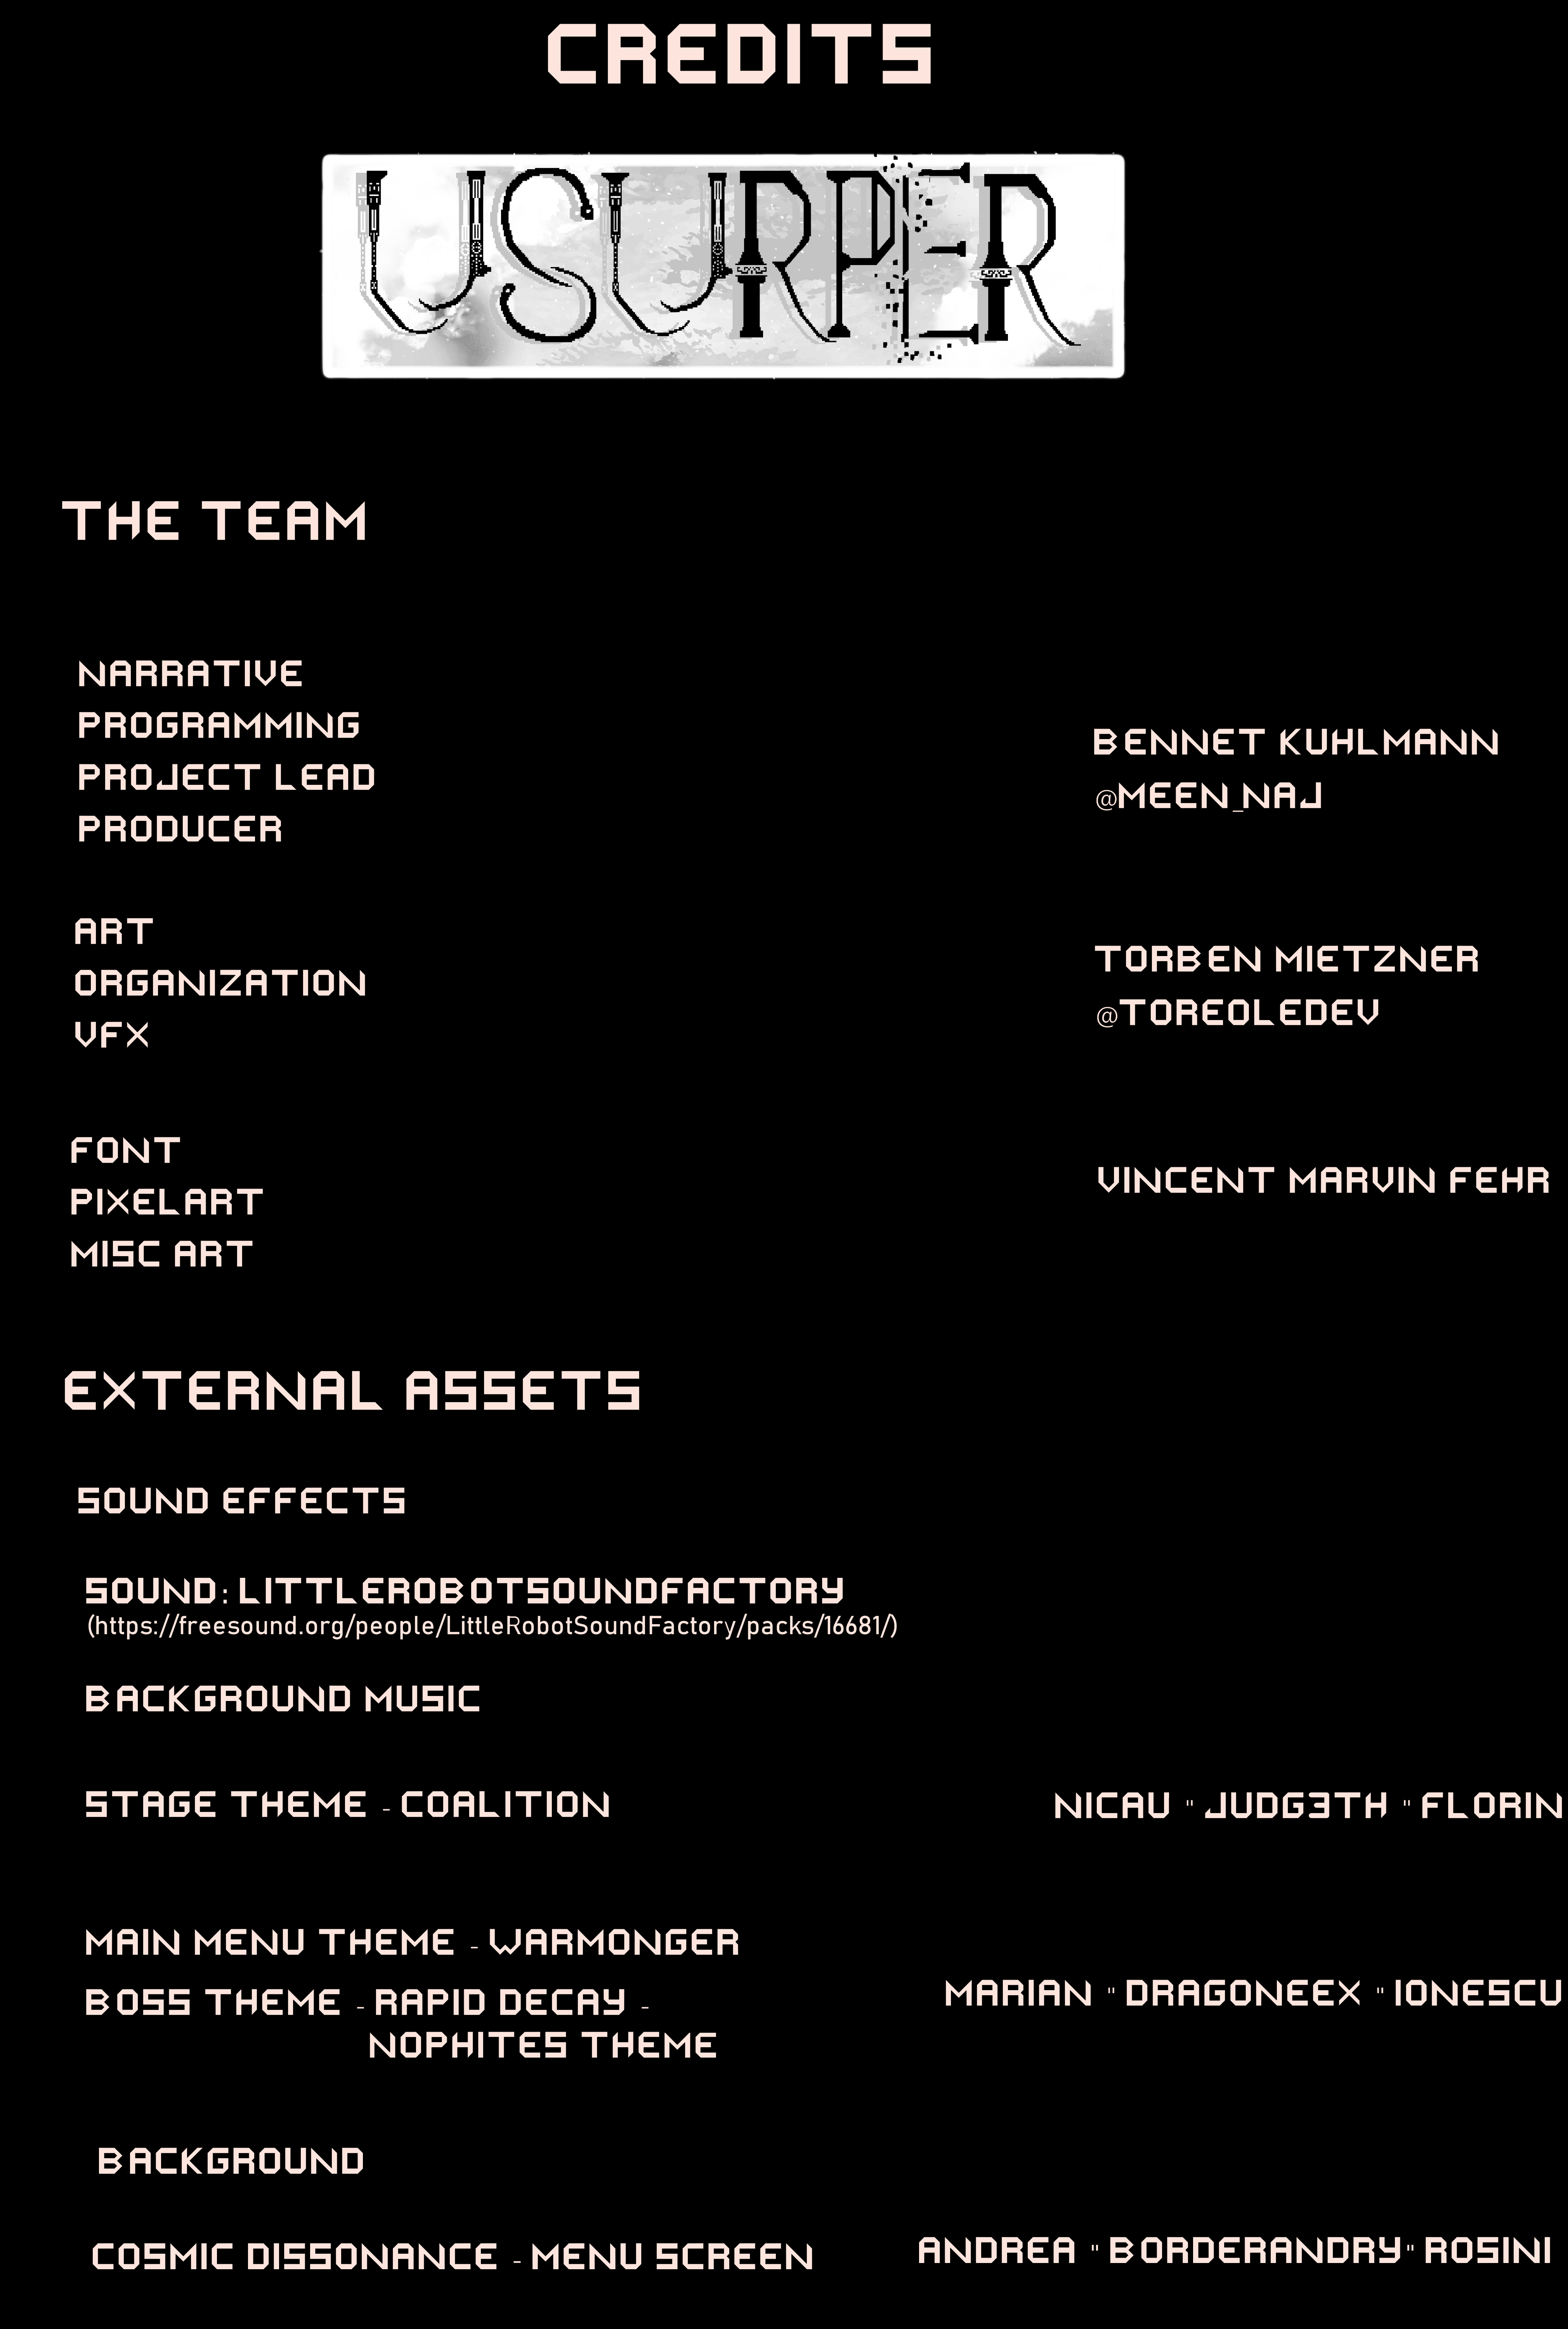 CREDITS
USURPER
THE TEAM
NARRATIVE
PROGRAMMING
PROJECT LEAD
PRODUCER
BENNET KUHLMANN
@MEEN_NAJ
ART
ORGANIZATION
VFX
TORBEN MIETZNER
@TOREOLEDEV
FONT
PIXELART
MISC ART
VINCENT MARVIN FEHR
EXTERNAL ASSETS
SOUND EFFECTS
SOUND: LITTLEROBOTSOUNDFACTORY
(https://freesound.org/people/LittleRobotSoundFactory/packs/16681/)
BACKGROUND MUSIC
STAGE THEME - COALITION
NICAU "JUDG3TH" FLORIN
MAIN MENU THEME - WARMONGER
BOSS THEME - RAPID DECAY -
NOPHITES THEME
MARIAN "DRAGONEEX" IONESCU
BACKGROUND
COSMIC DISSONANCE - MENU SCREEN
ANDREA "BORDERANDRY" ROSINI